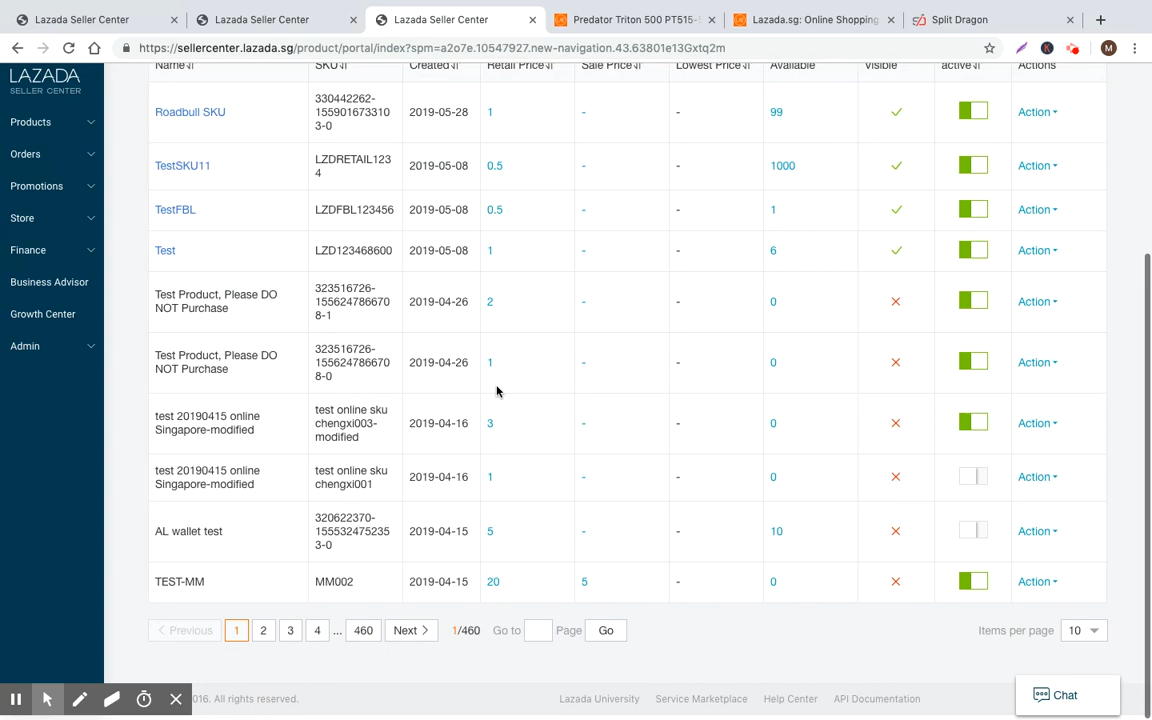 Lazada Seller Center
Lazada Seller Center
Lazada Seller Center
Predator Triton 500 PT515-
Lazada.sg: Online Shopping
Split Dragon
https://sellercenter.lazada.sg/product/portal/index?spm=a2o7e.10547927.new-navigation.43.63801e13Gxtq2m
M
LAZADA
SELLER CENTER
Products
Orders
Promotions
Store
Finance
Business Advisor
Growth Center
Admin
Name SKU Created Retail Price Sale Price Lowest Price Available Visible active Actions
Roadbull SKU
330442262-
155901673310
3-0
2019-05-28 1 - - 99 Action
TestSKU11
LZDRETAIL123
4
2019-05-08 0.5 - - 1000 Action
TestFBL LZDFBL123456 2019-05-08 0.5 - - 1 Action
Test LZD123468600 2019-05-08 1 - - 6 Action
Test Product, Please DO
NOT Purchase
323516726-
155624786670
8-1
2019-04-26 2 - - 0 Action
Test Product, Please DO
NOT Purchase
323516726-
155624786670
8-0
2019-04-26 1 - - 0 Action
test 20190415 online
Singapore-modified
test online sku
chengxi003-
modified
2019-04-16 3 - - 0 Action
test 20190415 online
Singapore-modified
test online sku
chengxi001
2019-04-16 1 - - 0 Action
AL wallet test
320622370-
155532475235
3-0
2019-04-15 5 - - 10 Action
TEST-MM MM002 2019-04-15 20 5 - 0 Action
< Previous 1 2 3 4 ... 460 Next > 1/460 Go to Page Go
Items per page 10
016. All rights reserved.
Lazada University Service Marketplace Help Center API Documentation
Chat